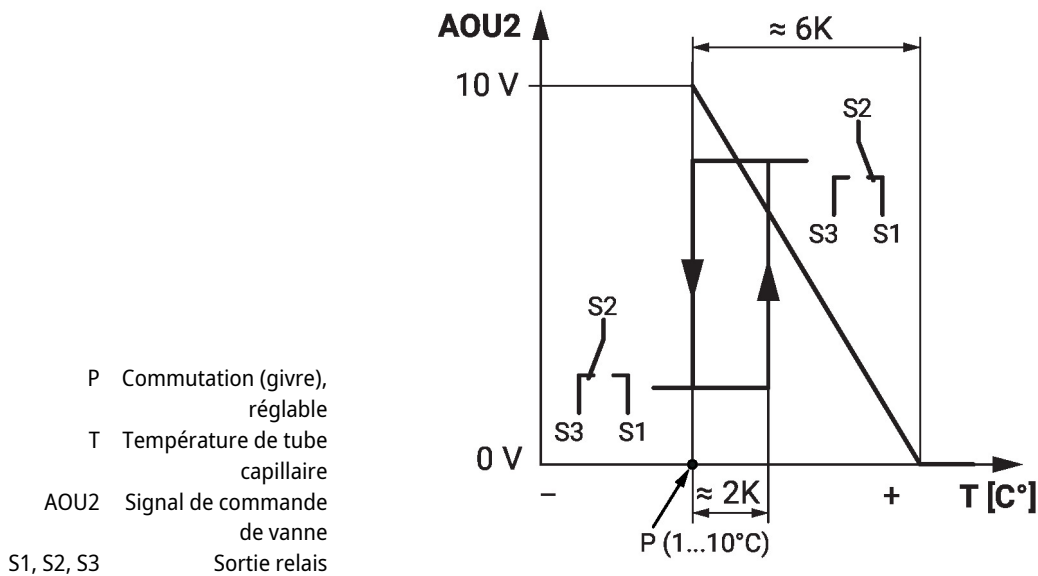 AOU2
≈ 6K
10 V
S2
S3 S1
S2
S3 S1
0 V
– + T [C°]
≈ 2K
P (1...10°C)
P Commutation (givre),
réglable
T Température de tube
capillaire
AOU2 Signal de commande
de vanne
S1, S2, S3 Sortie relais